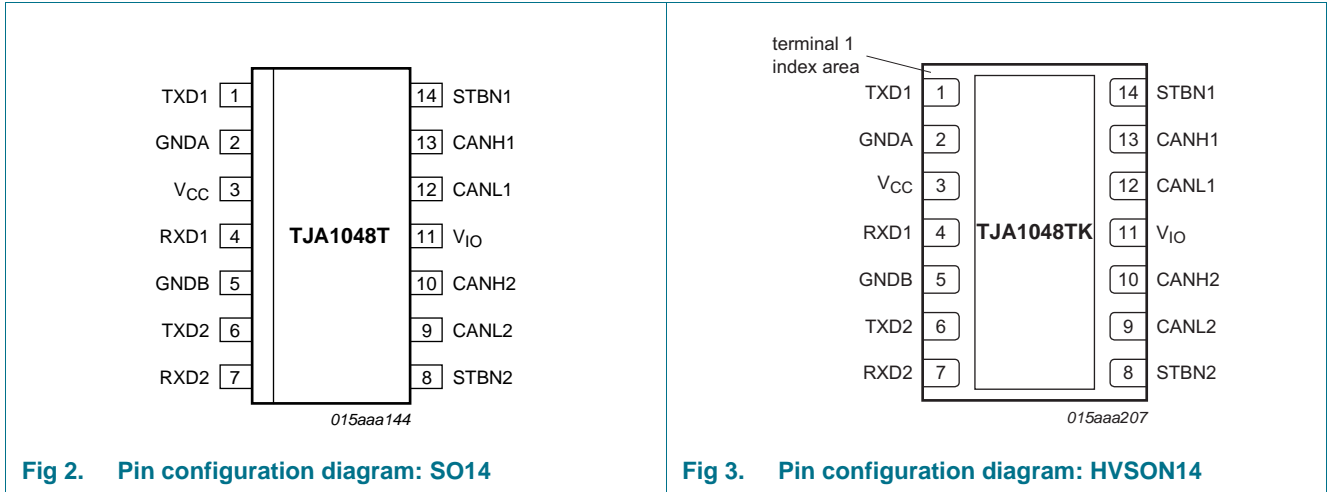 TXD1 1 14 STBN1
GNDA 2 13 CANH1
VCC 3 12 CANL1
RXD1 4 TJA1048T 11 VIO
GNDB 5 10 CANH2
TXD2 6 9 CANL2
RXD2 7 8 STBN2
015aaa144
Fig 2. Pin configuration diagram: SO14
terminal 1
index area
TXD1 1 14 STBN1
GNDA 2 13 CANH1
VCC 3 12 CANL1
RXD1 4 TJA1048TK 11 VIO
GNDB 5 10 CANH2
TXD2 6 9 CANL2
RXD2 7 8 STBN2
015aaa207
Fig 3. Pin configuration diagram: HVSON14